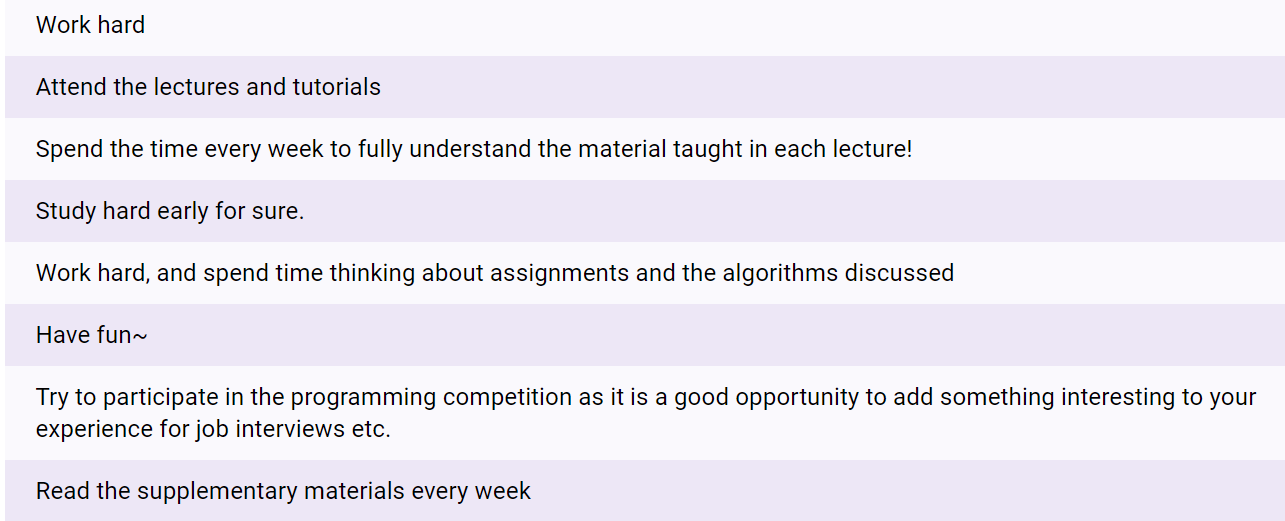 Work hard
Attend the lectures and tutorials
Spend the time every week to fully understand the material taught in each lecture!
Study hard early for sure.
Work hard, and spend time thinking about assignments and the algorithms discussed
Have fun~
Try to participate in the programming competition as it is a good opportunity to add something interesting to your
experience for job interviews etc.
Read the supplementary materials every week